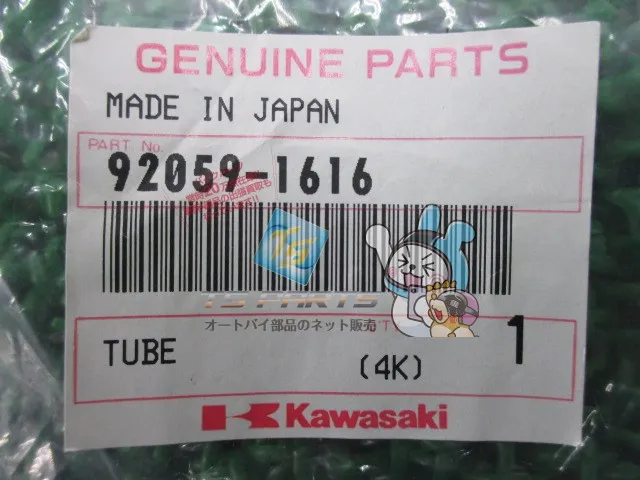 GENUINE PARTS
MADE IN JAPAN
PART No.
92059-1616
TS PARTS
オートバイ部品のネット販売
TUBE
(4K)
1
Kawasaki